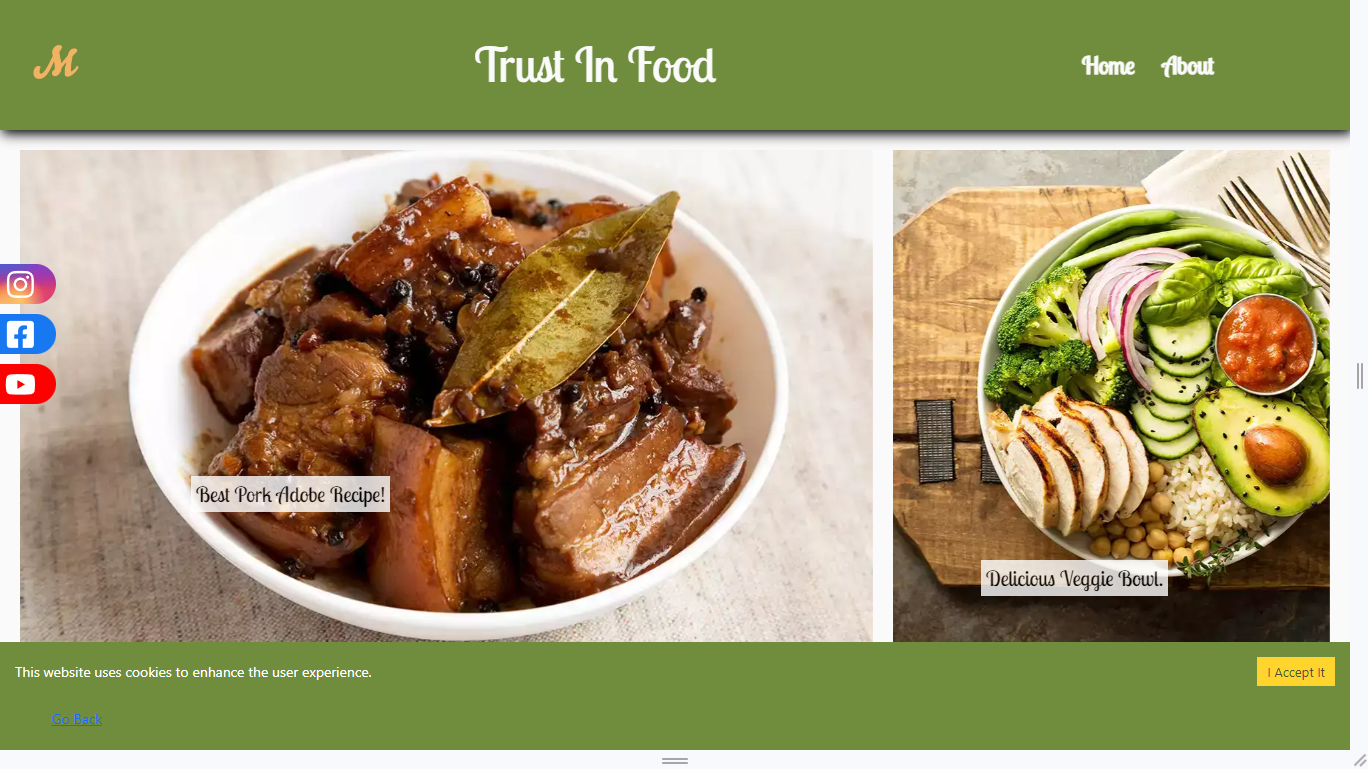 M
Trust In Food
Home About
Best Pork Adobe Recipe!
Delicious Veggie Bowl.
This website uses cookies to enhance the user experience.
I Accept It
Go Back